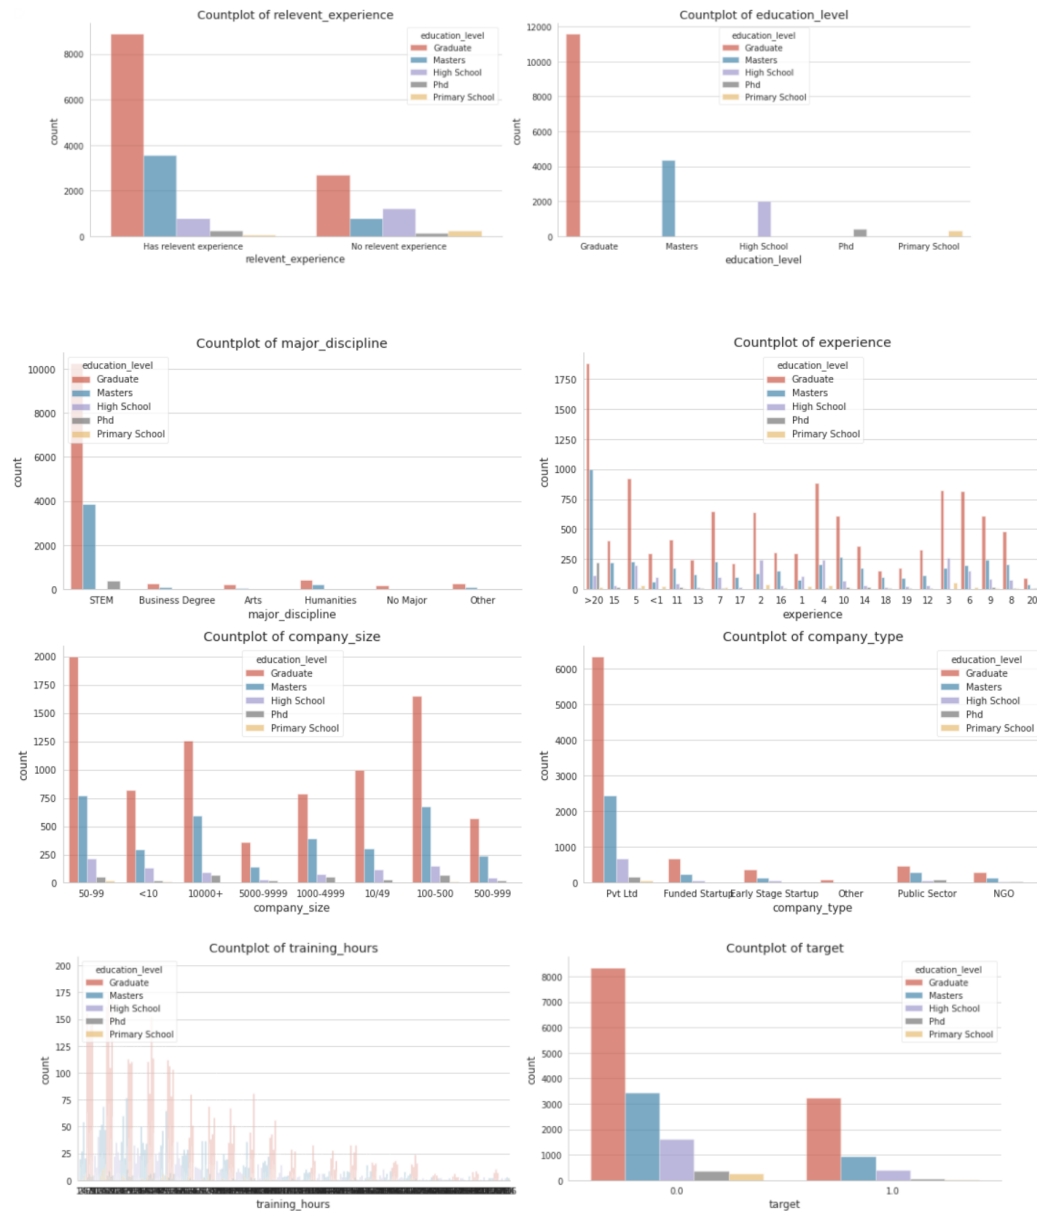 Countplot of relevent_experience
education_level
Graduate
Masters
High School
Phd
Primary School
8000
6000
4000
2000
0
count
Has relevent experience No relevent experience
relevent_experience
Countplot of education_level
education_level
Graduate
Masters
High School
Phd
Primary School
12000
10000
8000
6000
4000
2000
0
count
Graduate Masters High School Phd Primary School
education_level
Countplot of major_discipline
education_level
Graduate
Masters
High School
Phd
Primary School
10000
8000
6000
4000
2000
0
count
STEM Business Degree Arts Humanities No Major Other
major_discipline
Countplot of experience
education_level
Graduate
Masters
High School
Phd
Primary School
1750
1500
1250
1000
750
500
250
0
count
>20 15 5 <1 11 13 7 17 2 16 1 4 10 14 18 19 12 3 6 9 8 20
experience
Countplot of company_size
education_level
Graduate
Masters
High School
Phd
Primary School
2000
1750
1500
1250
1000
750
500
250
0
count
50-99 <10 10000+ 5000-9999 1000-4999 10/49 100-500 500-999
company_size
Countplot of company_type
education_level
Graduate
Masters
High School
Phd
Primary School
6000
5000
4000
3000
2000
1000
0
count
Pvt Ltd Funded Startup Early Stage Startup Other Public Sector NGO
company_type
Countplot of training_hours
education_level
Graduate
Masters
High School
Phd
Primary School
200
175
150
125
100
75
50
25
0
count
training_hours
Countplot of target
education_level
Graduate
Masters
High School
Phd
Primary School
8000
7000
6000
5000
4000
3000
2000
1000
0
count
0.0 1.0
target